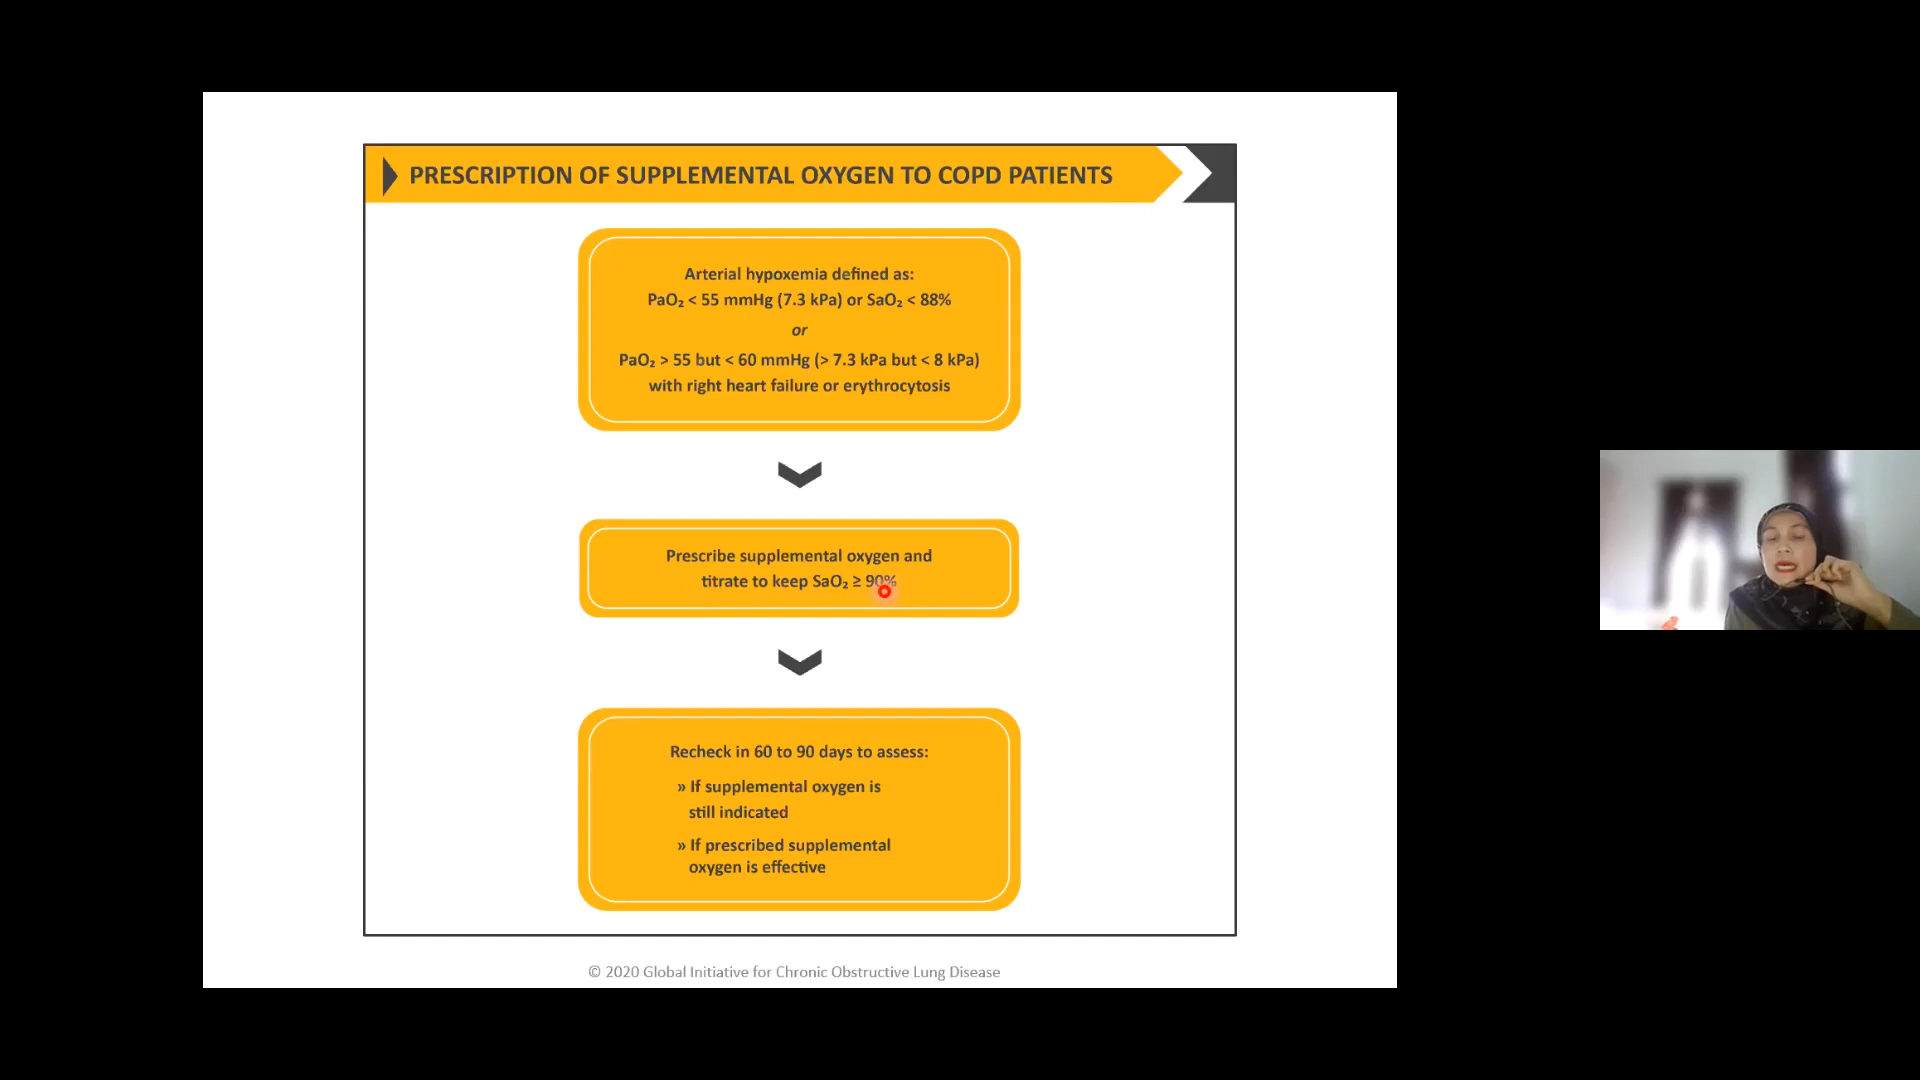 PRESCRIPTION OF SUPPLEMENTAL OXYGEN TO COPD PATIENTS
Arterial hypoxemia defined as:
PaO₂ < 55 mmHg (7.3 kPa) or SaO₂ < 88%
or
PaO₂ > 55 but < 60 mmHg (> 7.3 kPa but < 8 kPa)
with right heart failure or erythrocytosis
Prescribe supplemental oxygen and
titrate to keep SaO₂ ≥ 90%
Recheck in 60 to 90 days to assess:
» If supplemental oxygen is
still indicated
» If prescribed supplemental
oxygen is effective
© 2020 Global Initiative for Chronic Obstructive Lung Disease